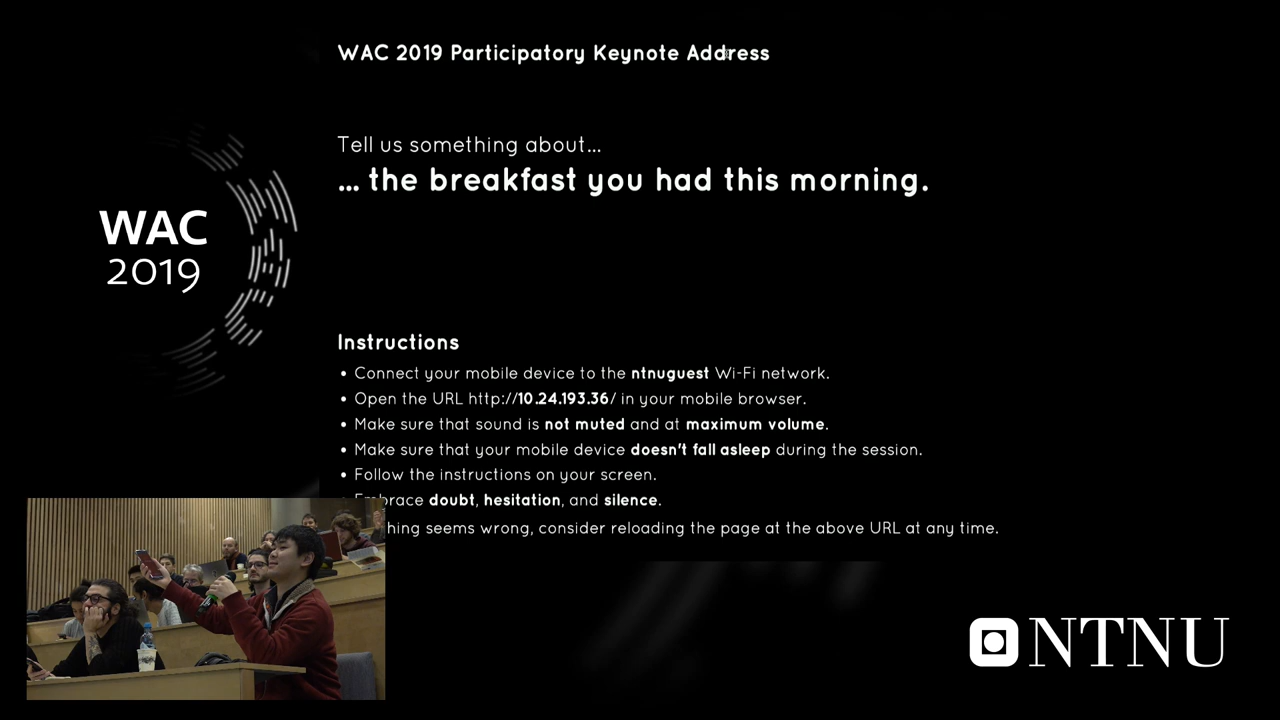 WAC 2019 Participatory Keynote Address
Tell us something about...
... the breakfast you had this morning.
WAC
2019
Instructions
• Connect your mobile device to the ntnuguest Wi-Fi network.
• Open the URL http://10.24.193.36/ in your mobile browser.
• Make sure that sound is not muted and at maximum volume.
• Make sure that your mobile device doesn't fall asleep during the session.
• Follow the instructions on your screen.
• Embrace doubt, hesitation, and silence.
hing seems wrong, consider reloading the page at the above URL at any time.
NTNU